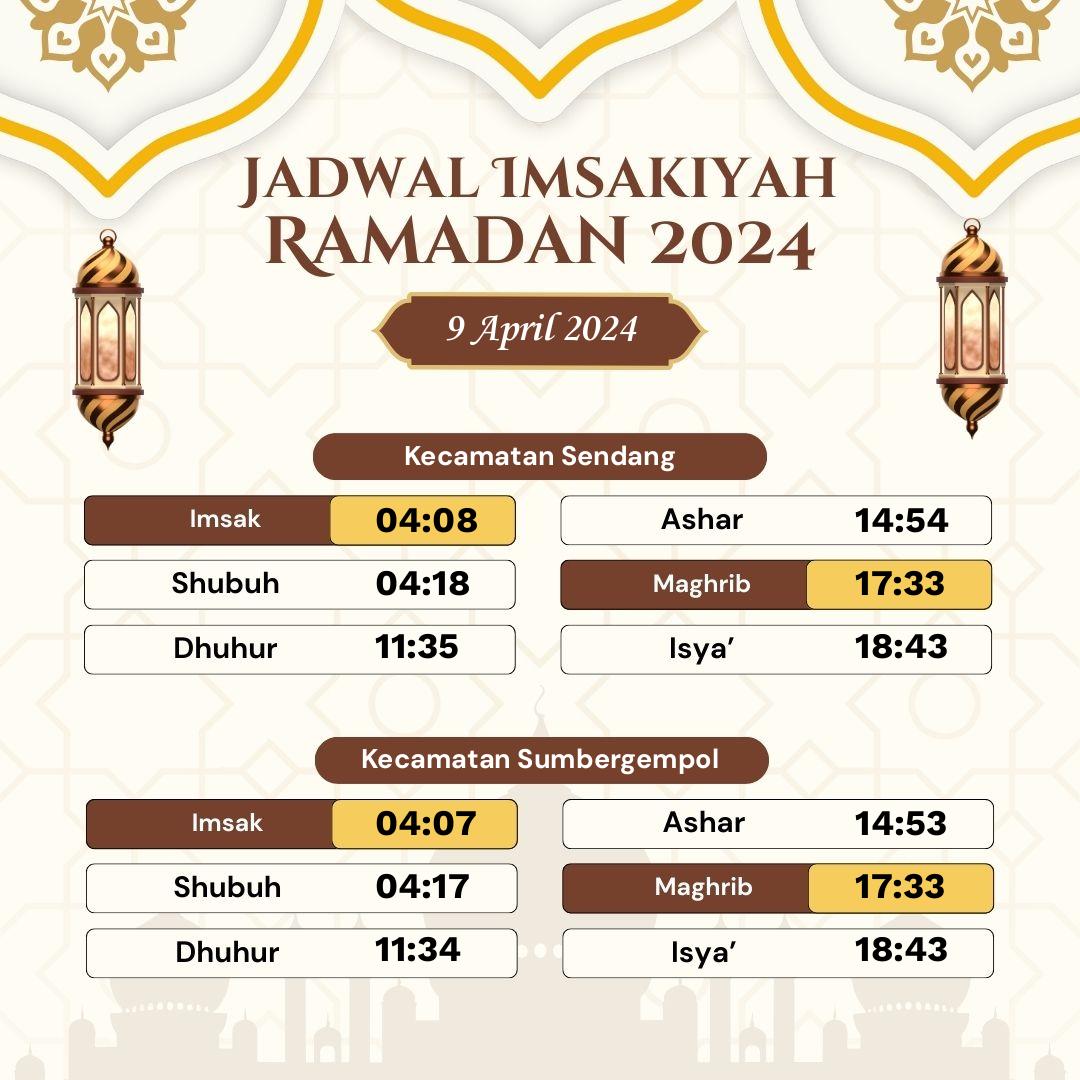 Jadwal Imsakiyah
Ramadan 2024
9 April 2024
Kecamatan Sendang
Imsak 04:08
Shubuh 04:18
Dhuhur 11:35
Ashar 14:54
Maghrib 17:33
Isya’ 18:43
Kecamatan Sumbergempol
Imsak 04:07
Shubuh 04:17
Dhuhur 11:34
Ashar 14:53
Maghrib 17:33
Isya’ 18:43